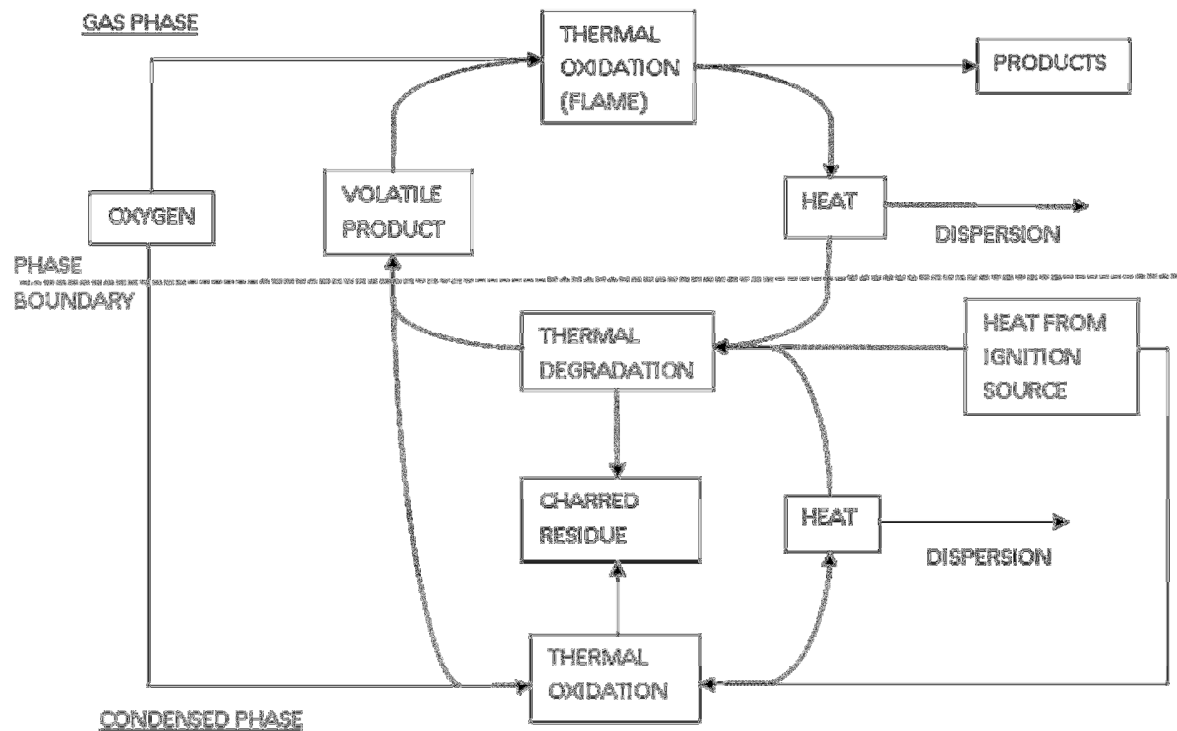 GAS PHASE
THERMAL
OXIDATION
(FLAME)
PRODUCTS
VOLATILE
PRODUCT
OXYGEN
HEAT
DISPERSION
PHASE
BOUNDARY
THERMAL
DEGRADATION
HEAT FROM
IGNITION
SOURCE
CHARRED
RESIDUE
HEAT
DISPERSION
THERMAL
OXIDATION
CONDENSED PHASE